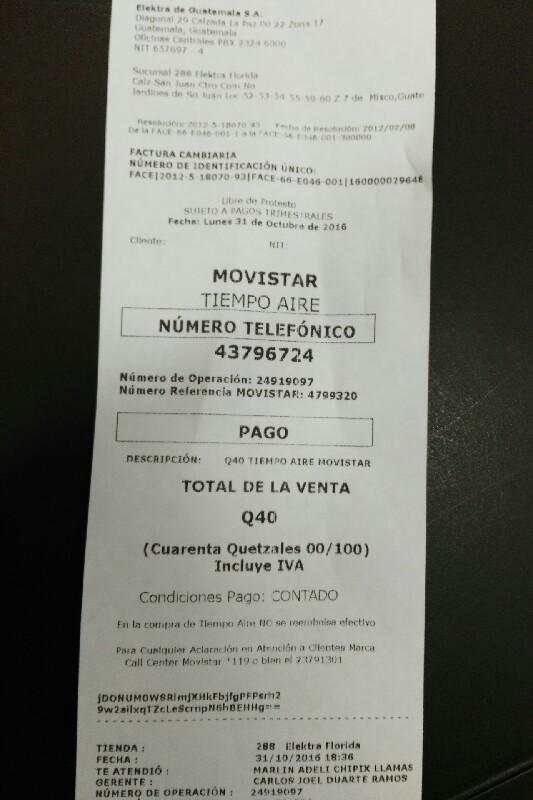 Elektra de Guatemala S.A.
Diagonal 29 Calzada La Paz 00 22 Zona 17
Guatemala, Guatemala
Oficinas Centrales PBX 2324 6000
NIT 657697 - 4
Sucursal 288 Elektra Florida
Calz San Juan Ctro Com No
Jardines de Sn Juan Loc 52-53-54-55-59-60 Z 7 de Mixco,Guate
Resolución: 2012-5-18070-93 Fecha de Resolución: 2012/02/08
De la FACE-66-E046-001 1 a la FACE-66-E046-001-300000
FACTURA CAMBIARIA
NÚMERO DE IDENTIFICACIÓN ÚNICO:
FACE|2012-5-18070-93|FACE-66-E046-001|16000002964
Libre de Protesto
SUJETO A PAGOS TRIMESTRALES
Fecha: Lunes 31 de Octubre de 2016
Cliente: NIT:
MOVISTAR
TIEMPO AIRE
NÚMERO TELEFÓNICO
43796724
Número de Operación: 24919097
Número Referencia MOVISTAR: 4799320
PAGO
DESCRIPCIÓN: Q40 TIEMPO AIRE MOVISTAR
TOTAL DE LA VENTA
Q40
(Cuarenta Quetzales 00/100)
Incluye IVA
Condiciones Pago: CONTADO
En la compra de Tiempo Aire NO se reembolsa efectivo
Para Cualquier Aclaración en Atención a Clientes Marca
Call Center Movistar *119 o bien el 23791301
TIENDA : 288 Elektra Florida
FECHA : 31/10/2016 18:36
TE ATENDIÓ : MARLIN ADELI CHIPIX LLAMAS
GERENTE : CARLOS JOEL DUARTE RAMOS
NÚMERO DE OPERACIÓN : 24919097